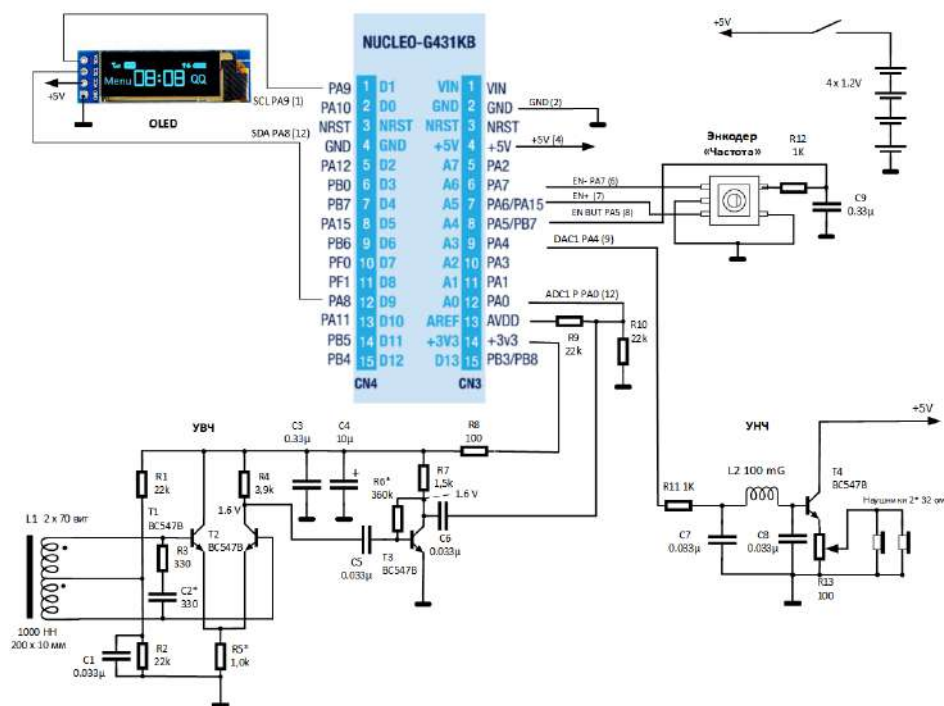 NUCLEO-G431KB
PA9 1 D1 VIN 1 VIN
PA10 2 D0 GND 2 GND
NRST 3 NRST NRST 3 NRST
GND 4 GND +5V 4 +5V
PA12 5 D2 A7 5 PA2
PB0 6 D3 A6 6 PA7
PB7 7 D4 A5 7 PA6/PA15
PA15 8 D5 A4 8 PA5/PB7
PB6 9 D6 A3 9 PA4
PF0 10 D7 A2 10 PA3
PF1 11 D8 A1 11 PA1
PA8 12 D9 A0 12 PA0
PA11 13 D10 AREF 13 AVDD
PB5 14 D11 +3V3 14 +3v3
PB4 15 D12 D13 15 PB3/PB8
CN4 CN3
Menu 08:08 QQ
+5V
OLED
SCL PA9 (1)
SDA PA8 (12)
GND (2)
+5V (4)
EN- PA7 (6)
EN+ (7)
EN BUT PA5 (8)
DAC1 PA4 (9)
ADC1 P PA0 (12)
+5V
4 x 1.2V
Энкодер
«Частота»
R12
1K
C9
0.33µ
R9
22k
R10
22k
УВЧ
R1
22k
T1
BC547B
T2
BC547B
R4
3,9k
1.6 V
C3
0.33µ
C4
10µ
+
R8
100
R7
1,5k
R6*
360k
1.6 V
C6
0.033µ
C5
0.033µ
T3
BC547B
L1 2 x 70 вит
R3
330
C2*
330
1000 НН
200 x 10 мм
C1
0.033µ
R2
22k
R5*
1,0k
УНЧ
+5V
L2 100 mG
T4
BC547B
Наушники 2* 32 ом
R11 1K
C7
0.033µ
C8
0.033µ
R13
100